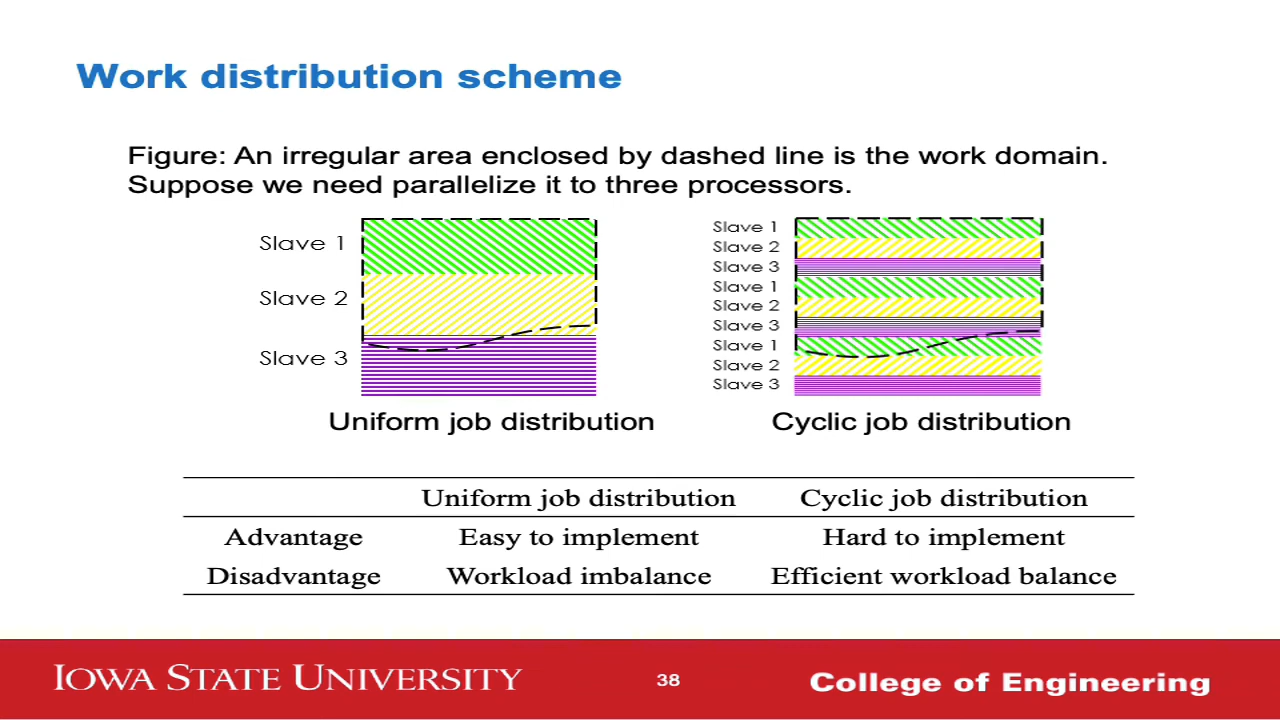 Work distribution scheme
Figure: An irregular area enclosed by dashed line is the work domain.
Suppose we need parallelize it to three processors.
Slave 1
Slave 2
Slave 3
Uniform job distribution
Slave 1
Slave 2
Slave 3
Slave 1
Slave 2
Slave 3
Slave 1
Slave 2
Slave 3
Cyclic job distribution
Uniform job distribution Cyclic job distribution
Advantage Easy to implement Hard to implement
Disadvantage Workload imbalance Efficient workload balance
IOWA STATE UNIVERSITY 38 College of Engineering